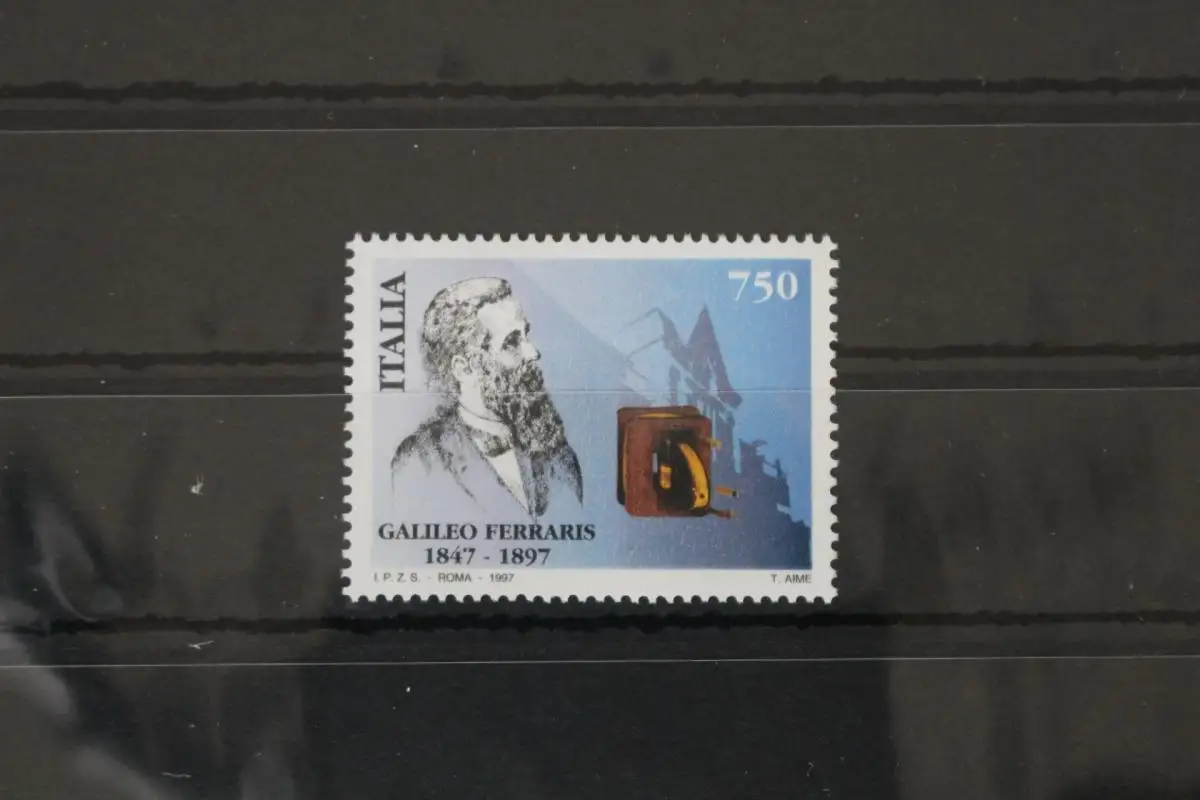 ITALIA
750
GALILEO FERRARIS
1847 - 1897
I.P.Z.S. - ROMA - 1997
T. AIME